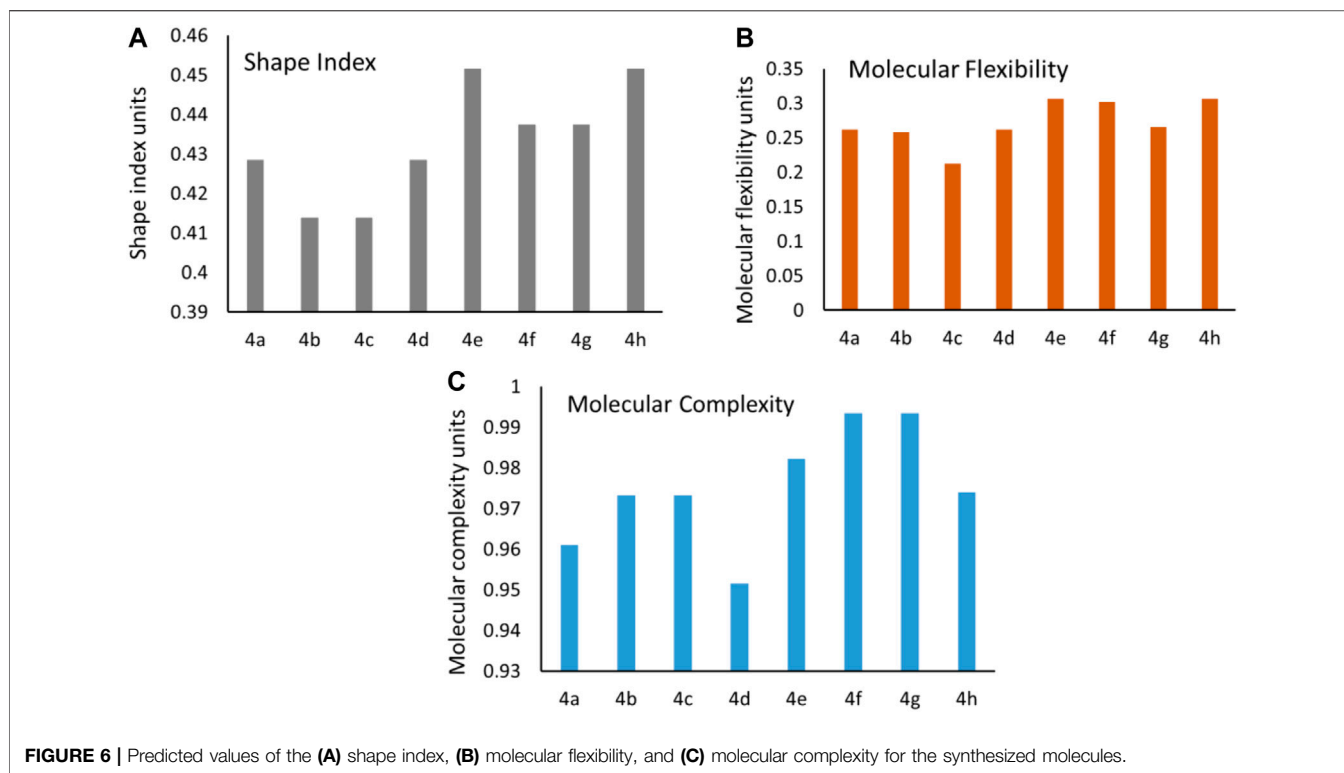 A
Shape Index
Shape index units
0.46
0.45
0.44
0.43
0.42
0.41
0.4
0.39
4a 4b 4c 4d 4e 4f 4g 4h
B
Molecular Flexibility
Molecular flexibility units
0.35
0.3
0.25
0.2
0.15
0.1
0.05
0
4a 4b 4c 4d 4e 4f 4g 4h
C
Molecular Complexity
Molecular complexity units
1
0.99
0.98
0.97
0.96
0.95
0.94
0.93
4a 4b 4c 4d 4e 4f 4g 4h
FIGURE 6 | Predicted values of the (A) shape index, (B) molecular flexibility, and (C) molecular complexity for the synthesized molecules.